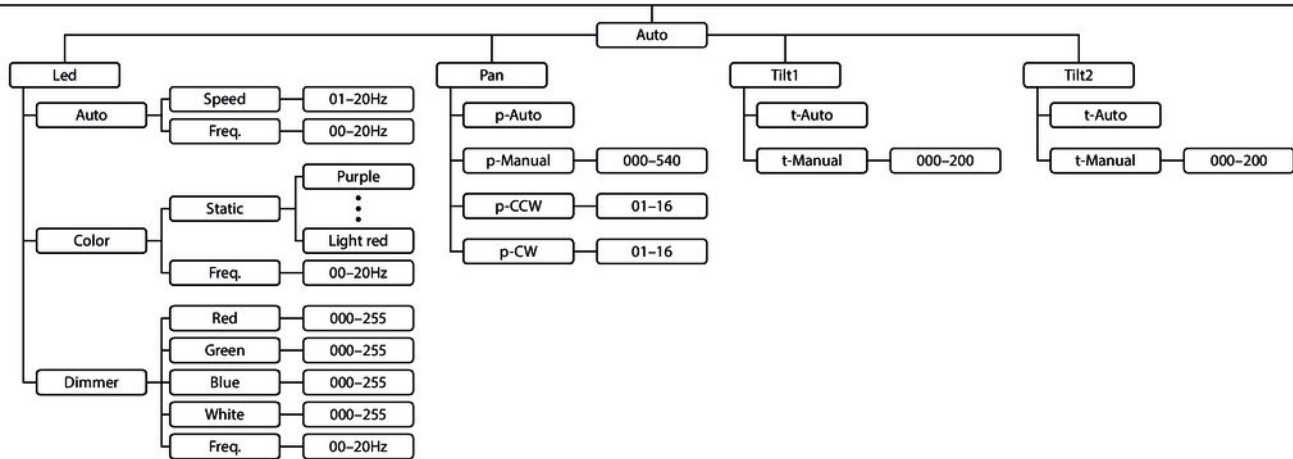 Auto
Led Pan Tilt1 Tilt2
Speed 01–20Hz
Auto p-Auto t-Auto t-Auto
Freq. 00–20Hz
p-Manual 000–540 t-Manual 000–200 t-Manual 000–200
Purple
Static p-CCW 01–16
Color Light red
p-CW 01–16
Freq. 00–20Hz
Red 000–255
Green 000–255
Dimmer Blue 000–255
White 000–255
Freq. 00–20Hz